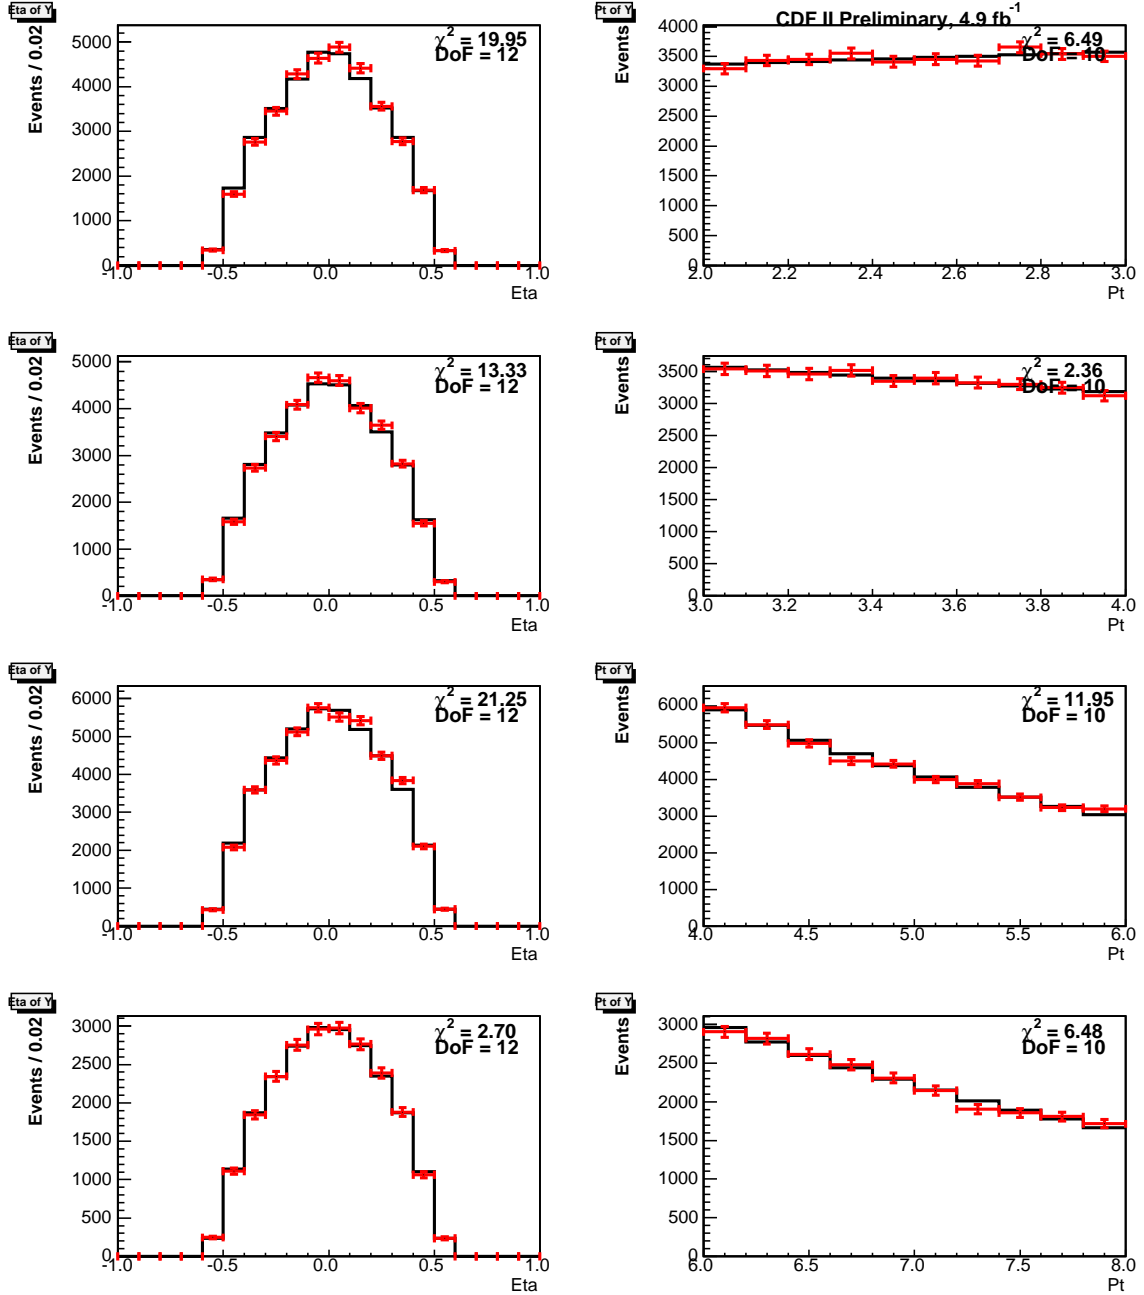 Eta of Y
Events / 0.02
χ² = 19.95
DoF = 12
5000
4000
3000
2000
1000
0
-1.0 -0.5 0.0 0.5 1.0
Eta
Pt of Y
CDF II Preliminary, 4.9 fb⁻¹
Events
χ² = 6.49
DoF = 10
4000
3500
3000
2500
2000
1500
1000
500
0
2.0 2.2 2.4 2.6 2.8 3.0
Pt
Eta of Y
Events / 0.02
χ² = 13.33
DoF = 12
5000
4000
3000
2000
1000
0
-1.0 -0.5 0.0 0.5 1.0
Eta
Pt of Y
Events
χ² = 2.36
DoF = 10
3500
3000
2500
2000
1500
1000
500
0
3.0 3.2 3.4 3.6 3.8 4.0
Pt
Eta of Y
Events / 0.02
χ² = 21.25
DoF = 12
6000
5000
4000
3000
2000
1000
0
-1.0 -0.5 0.0 0.5 1.0
Eta
Pt of Y
Events
χ² = 11.95
DoF = 10
6000
5000
4000
3000
2000
1000
0
4.0 4.5 5.0 5.5 6.0
Pt
Eta of Y
Events / 0.02
χ² = 2.70
DoF = 12
3000
2500
2000
1500
1000
500
0
-1.0 -0.5 0.0 0.5 1.0
Eta
Pt of Y
Events
χ² = 6.48
DoF = 10
3000
2500
2000
1500
1000
500
0
6.0 6.5 7.0 7.5 8.0
Pt